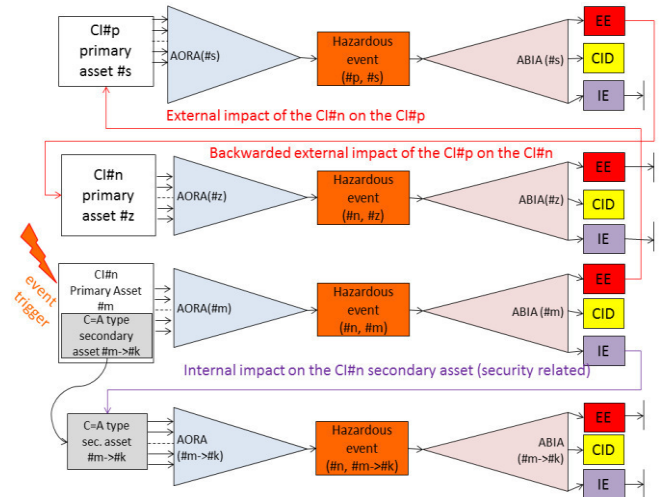 CI#p
primary
asset #s
AORA(#s)
Hazardous
event
(#p, #s)
ABIA (#s)
EE
CID
IE
External impact of the CI#n on the CI#p
Backwarded external impact of the CI#p on the CI#n
CI#n
primary
asset #z
AORA(#z)
Hazardous
event
(#n, #z)
ABIA(#z)
EE
CID
IE
event
trigger
CI#n
Primary Asset
#m
C=A type
secondary
asset #m->#k
AORA(#m)
Hazardous
event
(#n, #m)
ABIA (#m)
EE
CID
IE
Internal impact on the CI#n secondary asset (security related)
C=A type
sec. asset
#m->#k
AORA
(#m->#k)
Hazardous
event
(#n, #m->#k)
ABIA
(#m->#k)
EE
CID
IE